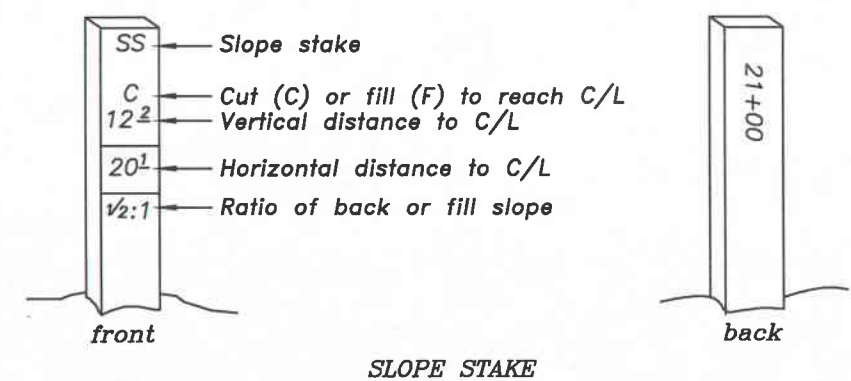 SS Slope stake
C Cut (C) or fill (F) to reach C/L
12² Vertical distance to C/L
20¹ Horizontal distance to C/L
½:1 Ratio of back or fill slope
21+00
front
back
SLOPE STAKE